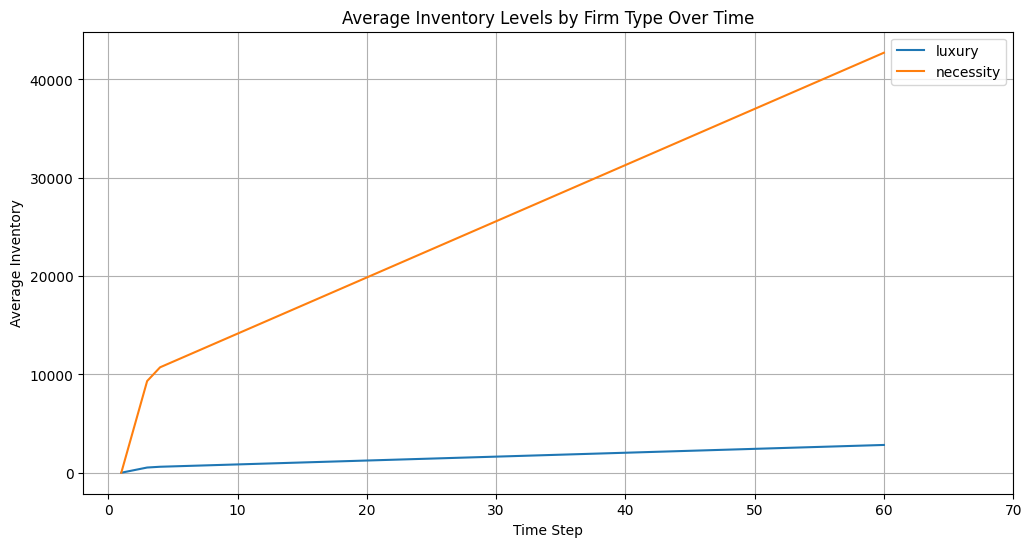 Average Inventory Levels by Firm Type Over Time
luxury
necessity
Average Inventory
40000
30000
20000
10000
0
0 10 20 30 40 50 60 70
Time Step